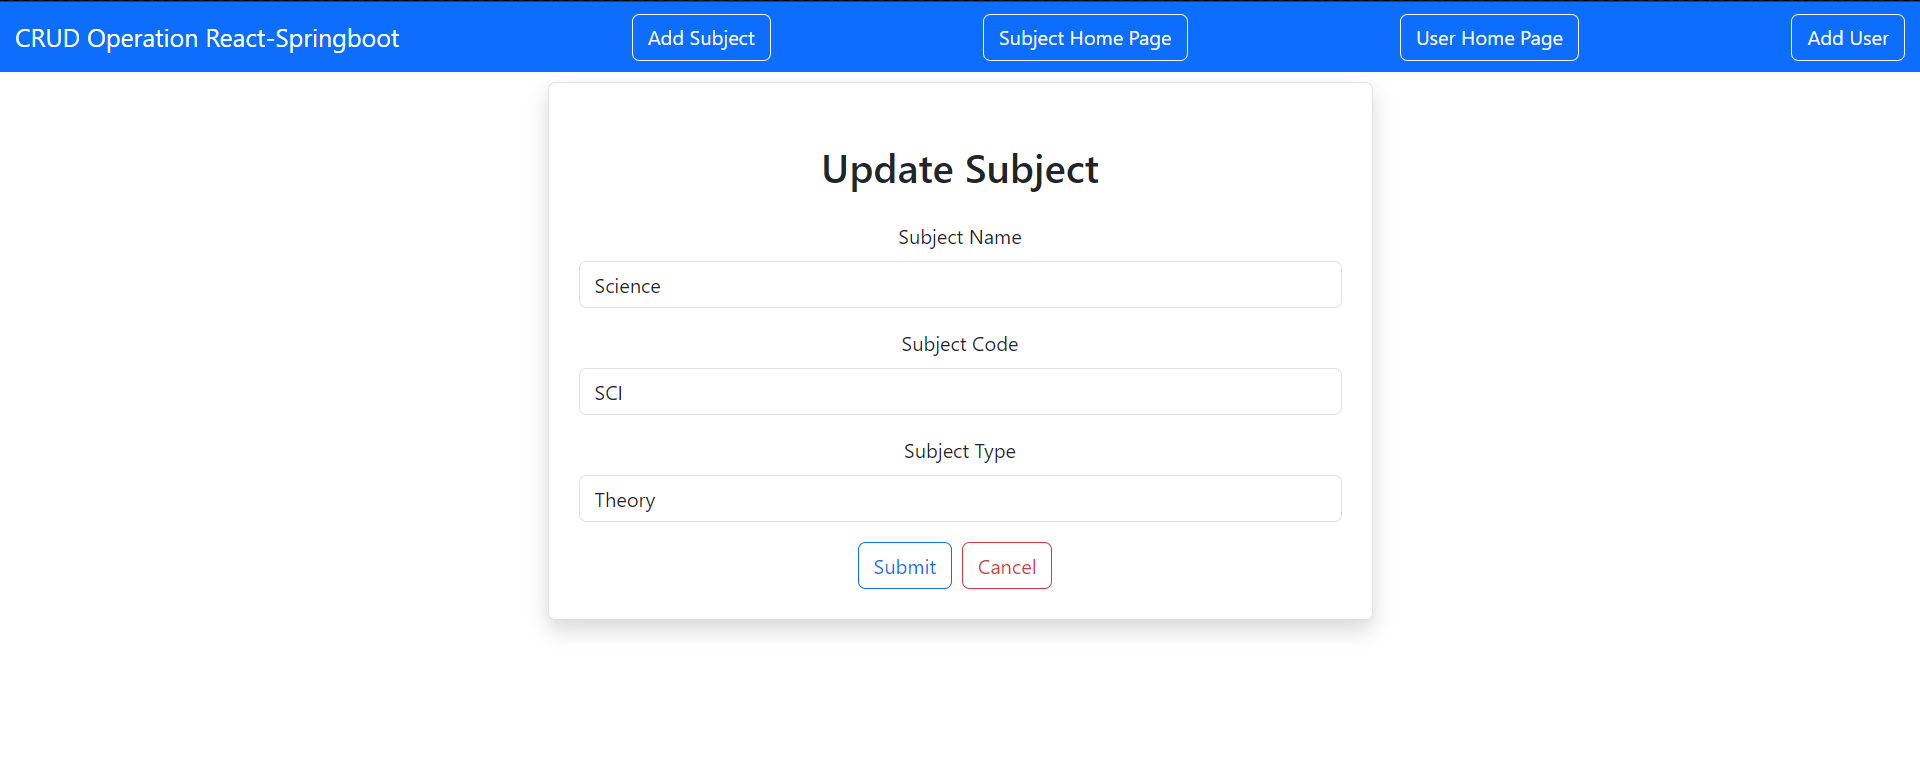 CRUD Operation React-Springboot Add Subject Subject Home Page User Home Page Add User
Update Subject
Subject Name
Science
Subject Code
SCI
Subject Type
Theory
Submit Cancel